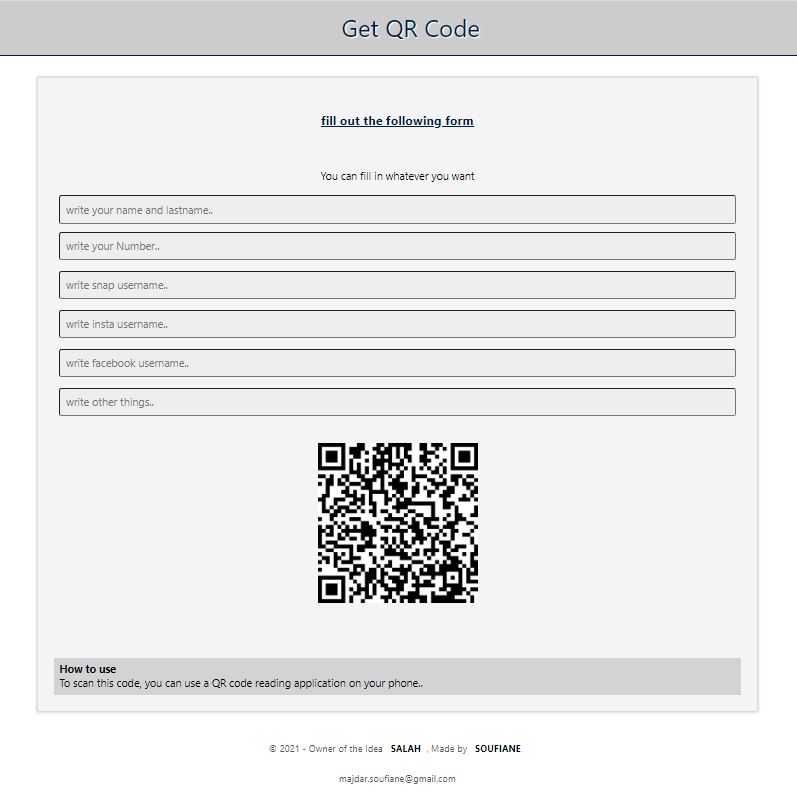 Get QR Code
fill out the following form
You can fill in whatever you want
write your name and lastname..
write your Number..
write snap username..
write insta username..
write facebook username..
write other things..
How to use
To scan this code, you can use a QR code reading application on your phone..
© 2021 - Owner of the Idea SALAH , Made by SOUFIANE
majdar.soufiane@gmail.com